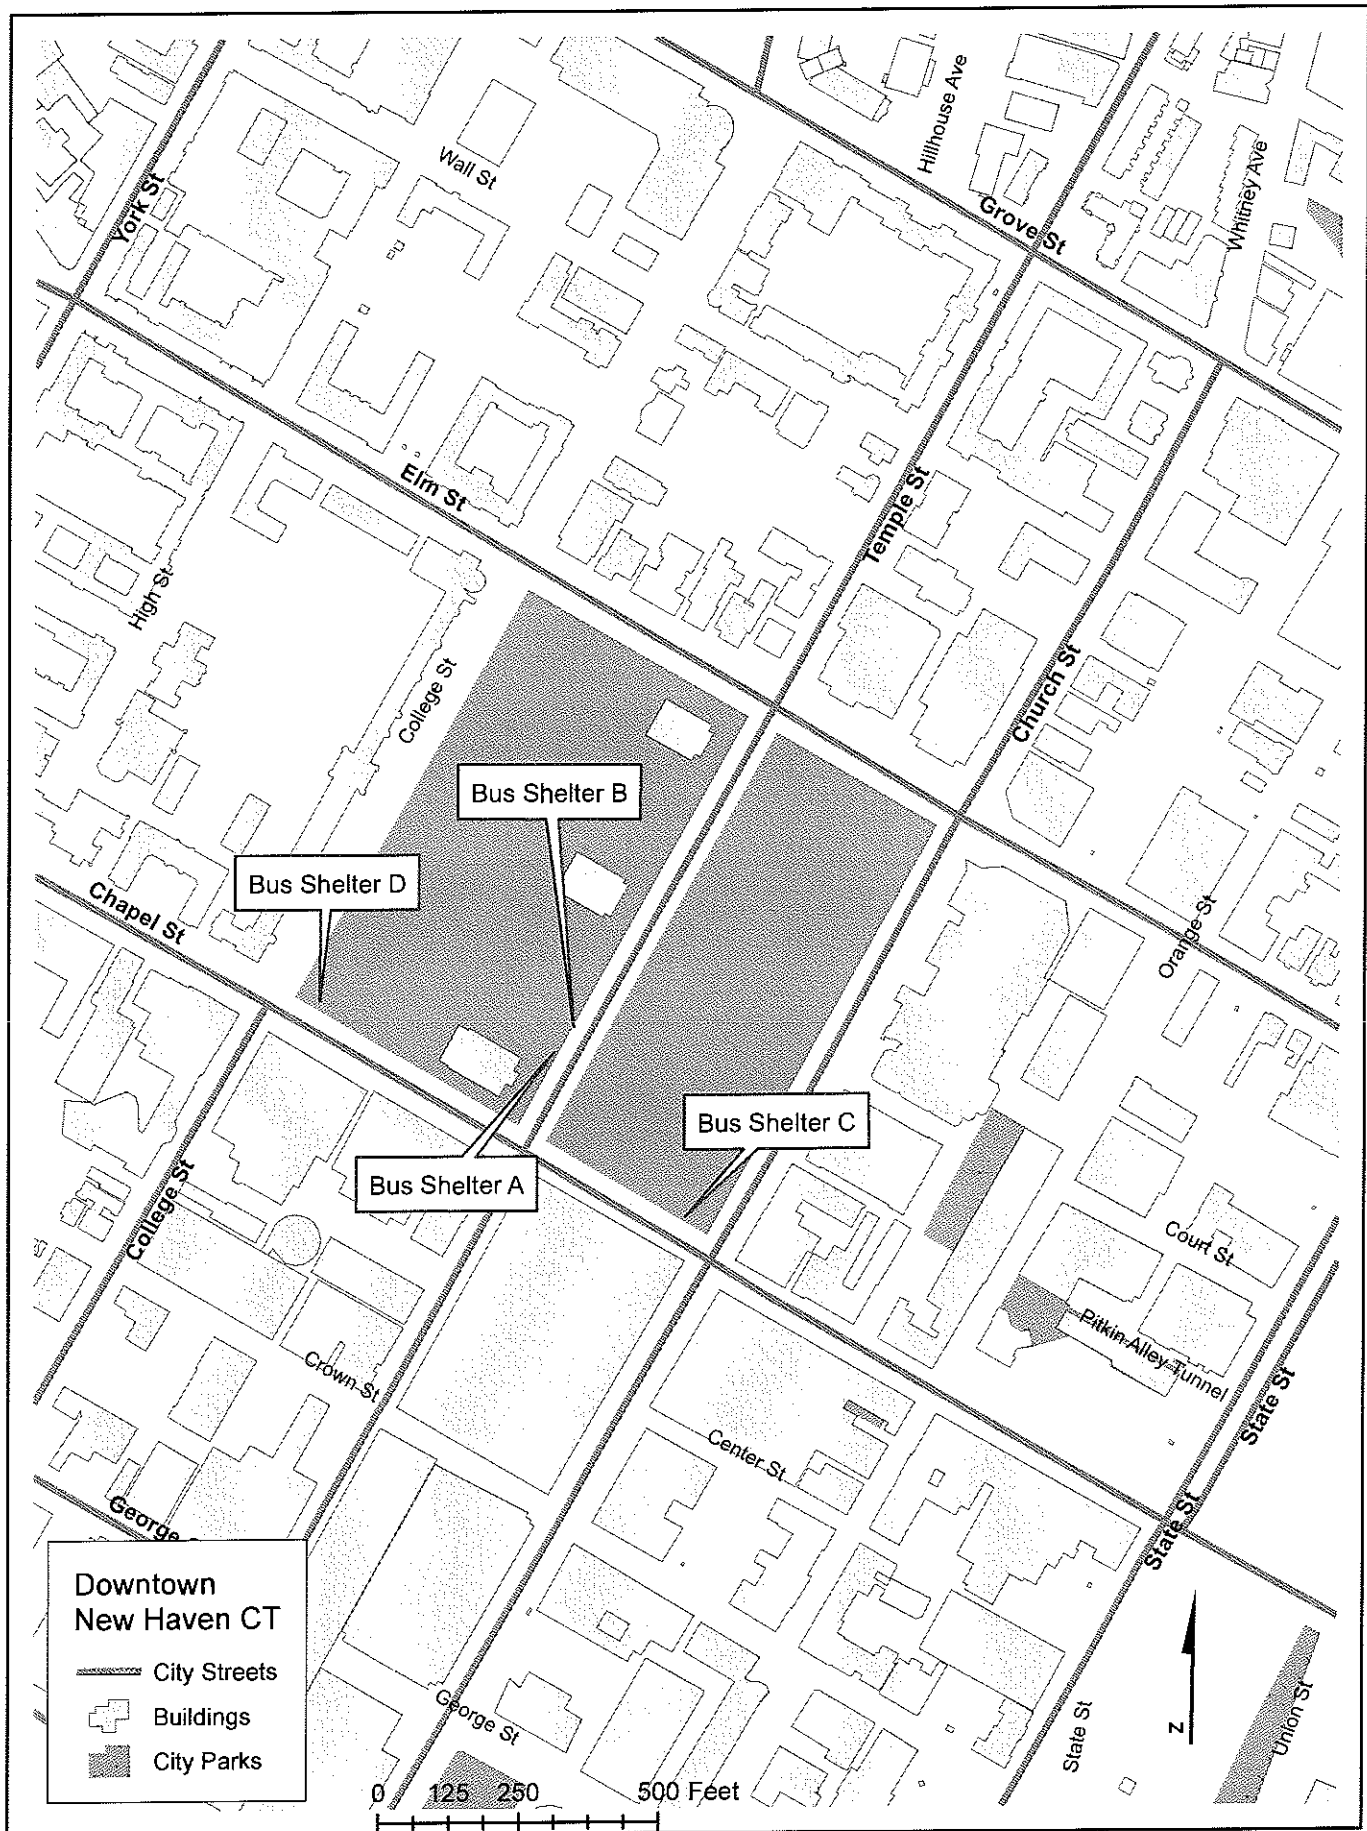 Hillhouse Ave
Wall St
York St
Grove St
Whitney Ave
Elm St
Temple St
High St
College St
Church St
Bus Shelter B
Bus Shelter D
Chapel St
Orange St
Bus Shelter C
Bus Shelter A
College St
Court St
Crown St
Pitkin Alley Tunnel
State St
Center St
George
State St
Downtown
New Haven CT
City Streets
Buildings
City Parks
George St
State St
Union St
N
0 125 250 500 Feet